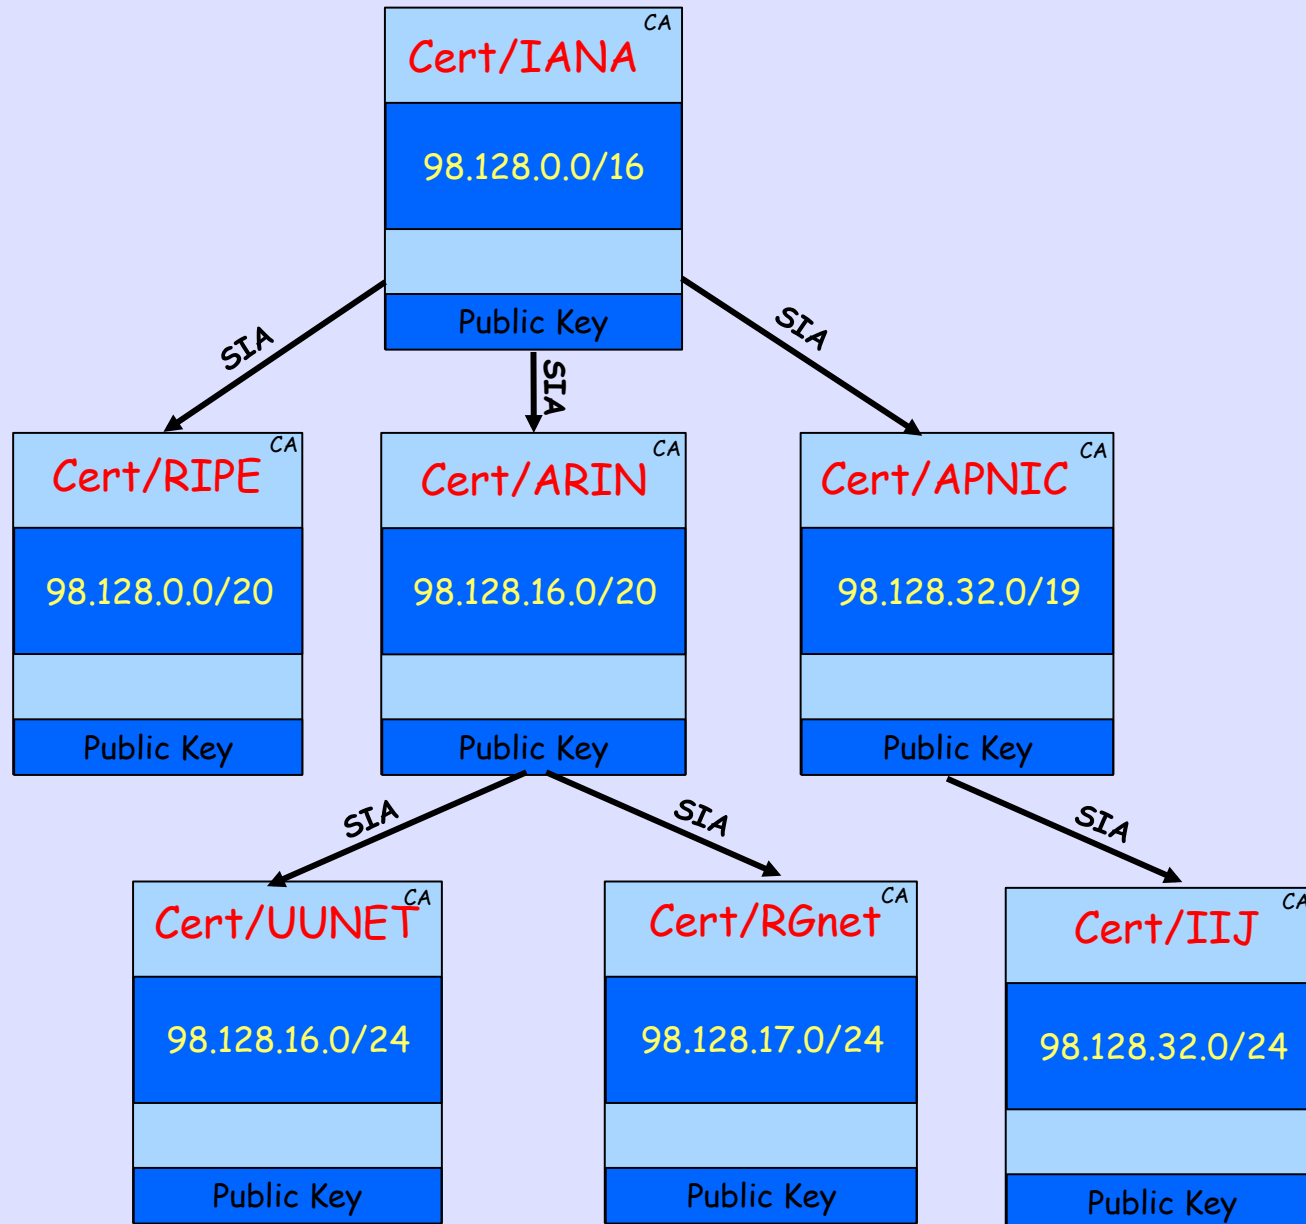 CA
Cert/IANA
98.128.0.0/16
Public Key
SIA
SIA
SIA
CA
Cert/RIPE
98.128.0.0/20
Public Key
CA
Cert/ARIN
98.128.16.0/20
Public Key
CA
Cert/APNIC
98.128.32.0/19
Public Key
SIA
SIA
SIA
CA
Cert/UUNET
98.128.16.0/24
Public Key
CA
Cert/RGnet
98.128.17.0/24
Public Key
CA
Cert/IIJ
98.128.32.0/24
Public Key